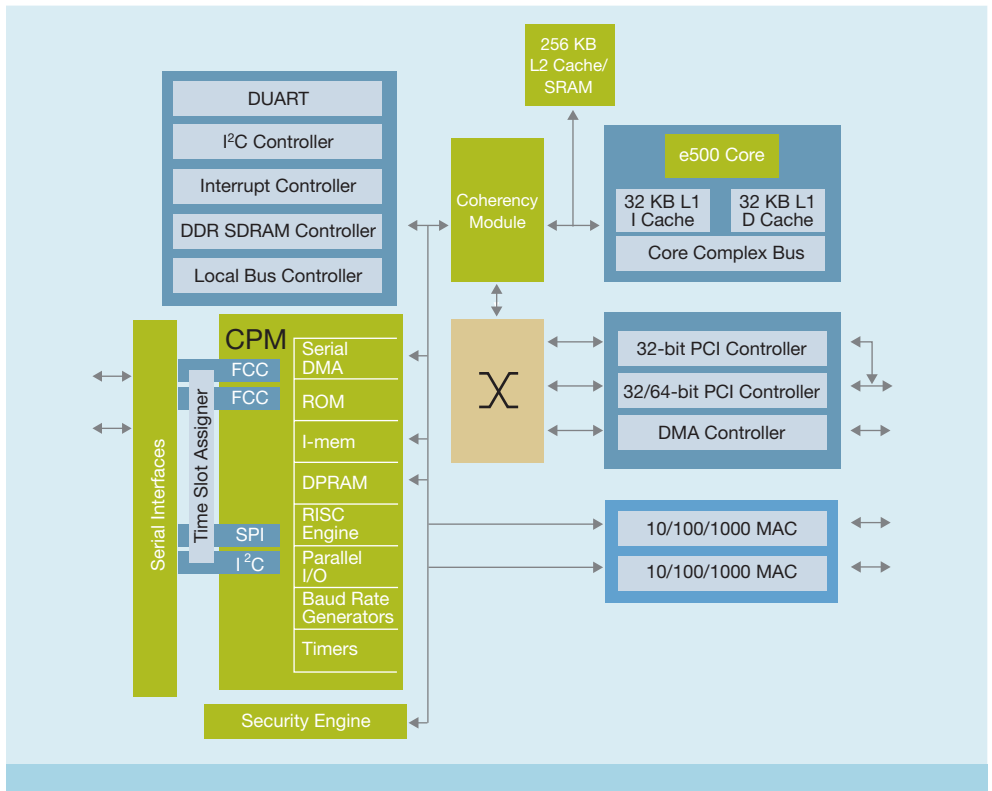 256 KB
L2 Cache/
SRAM
DUART
I²C Controller
Interrupt Controller
DDR SDRAM Controller
Local Bus Controller
Coherency
Module
e500 Core
32 KB L1
I Cache
32 KB L1
D Cache
Core Complex Bus
Serial Interfaces
Time Slot Assigner
CPM
FCC
FCC
SPI
I²C
Serial
DMA
ROM
I-mem
DPRAM
RISC
Engine
Parallel
I/O
Baud Rate
Generators
Timers
32-bit PCI Controller
32/64-bit PCI Controller
DMA Controller
10/100/1000 MAC
10/100/1000 MAC
Security Engine